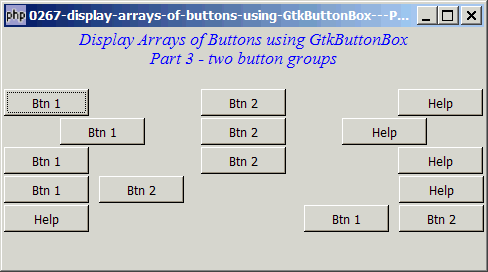 php 0267-display-arrays-of-buttons-using-GtkButtonBox---P...
Display Arrays of Buttons using GtkButtonBox
Part 3 - two button groups
Btn 1 Btn 2 Help
Btn 1 Btn 2 Help
Btn 1 Btn 2 Help
Btn 1 Btn 2 Help
Help Btn 1 Btn 2